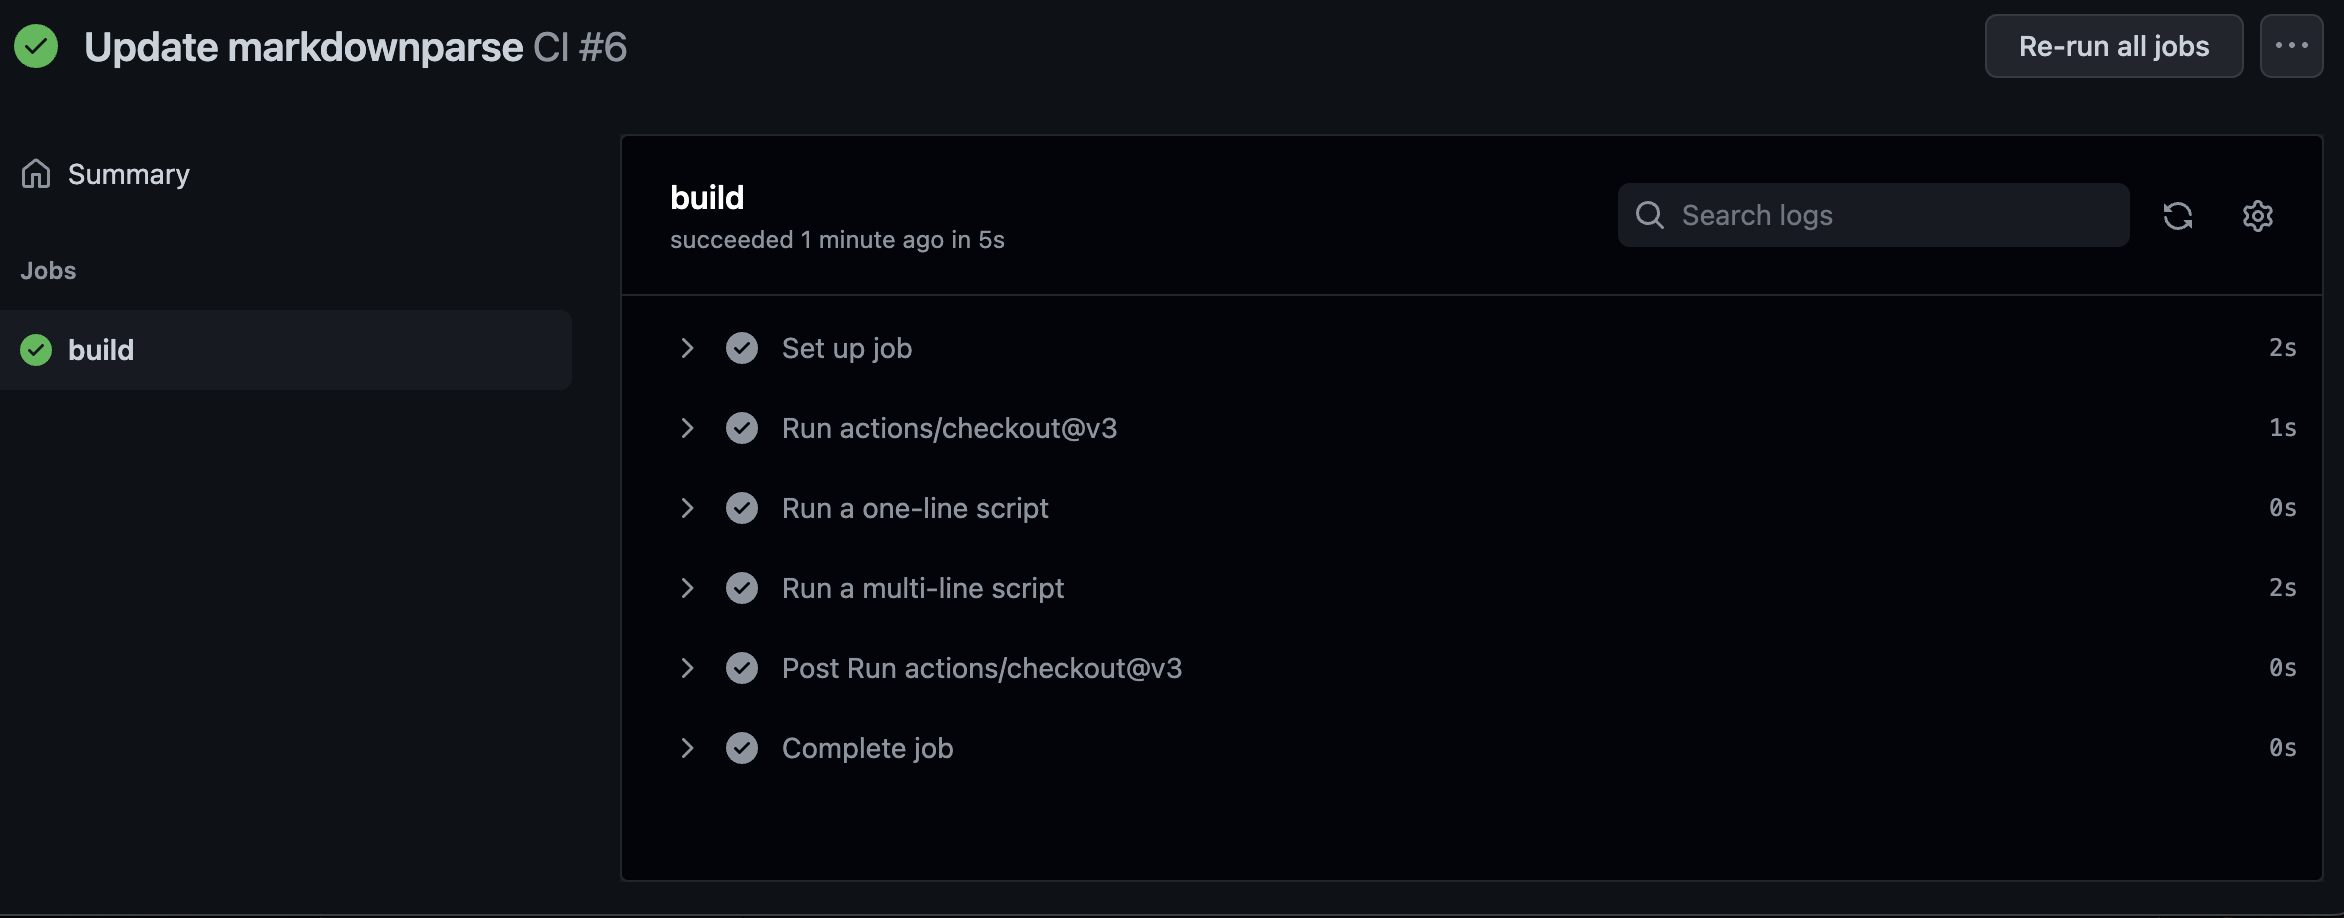 Update markdownparse CI #6
Re-run all jobs
Summary
Jobs
build
build
succeeded 1 minute ago in 5s
Search logs
Set up job 2s
Run actions/checkout@v3 1s
Run a one-line script 0s
Run a multi-line script 2s
Post Run actions/checkout@v3 0s
Complete job 0s